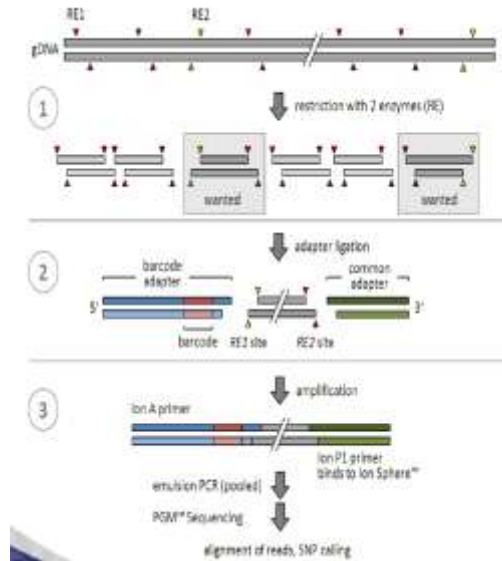 RE1 RE2
gDNA
1
restriction with 2 enzymes (RE)
wanted
wanted
adapter ligation
2
barcode
adapter
common
adapter
5'
3'
barcode
RE1 site
RE2 site
amplification
3
Ion A primer
Ion P1 primer
binds to Ion Sphere™
emulsion PCR (pooled)
PGM™ Sequencing
alignment of reads, SNP calling